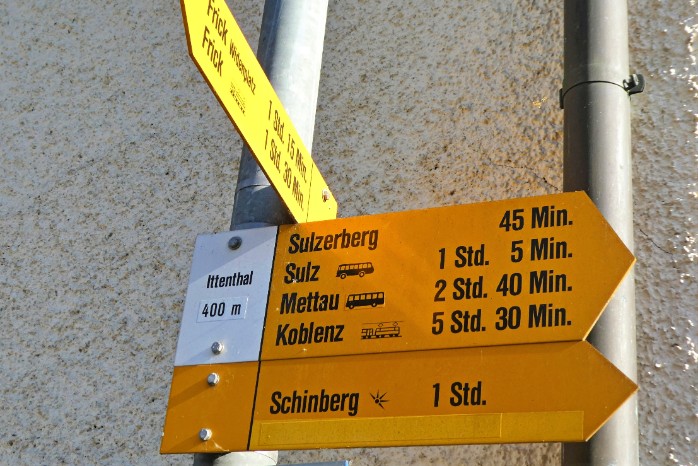 Frick Widenplatz 1 Std. 15 Min.
Frick 1 Std. 30 Min.
Ittenthal
400 m
Sulzerberg 45 Min.
Sulz 1 Std. 5 Min.
Mettau 2 Std. 40 Min.
Koblenz 5 Std. 30 Min.
Schinberg 1 Std.